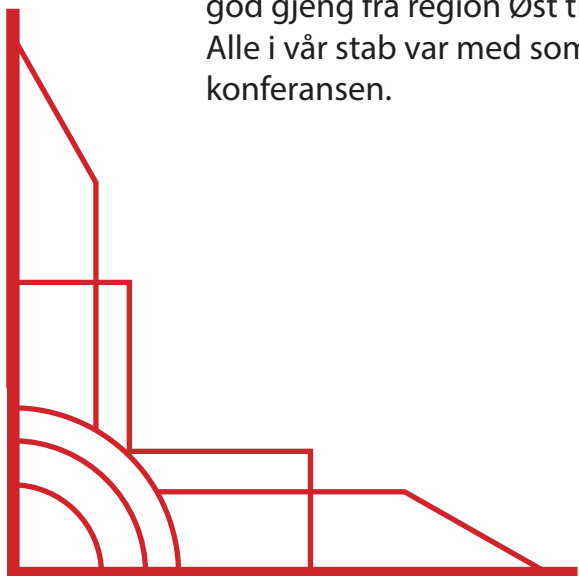 god gjeng fra region Øst t
Alle i vår stab var med som
konferansen.